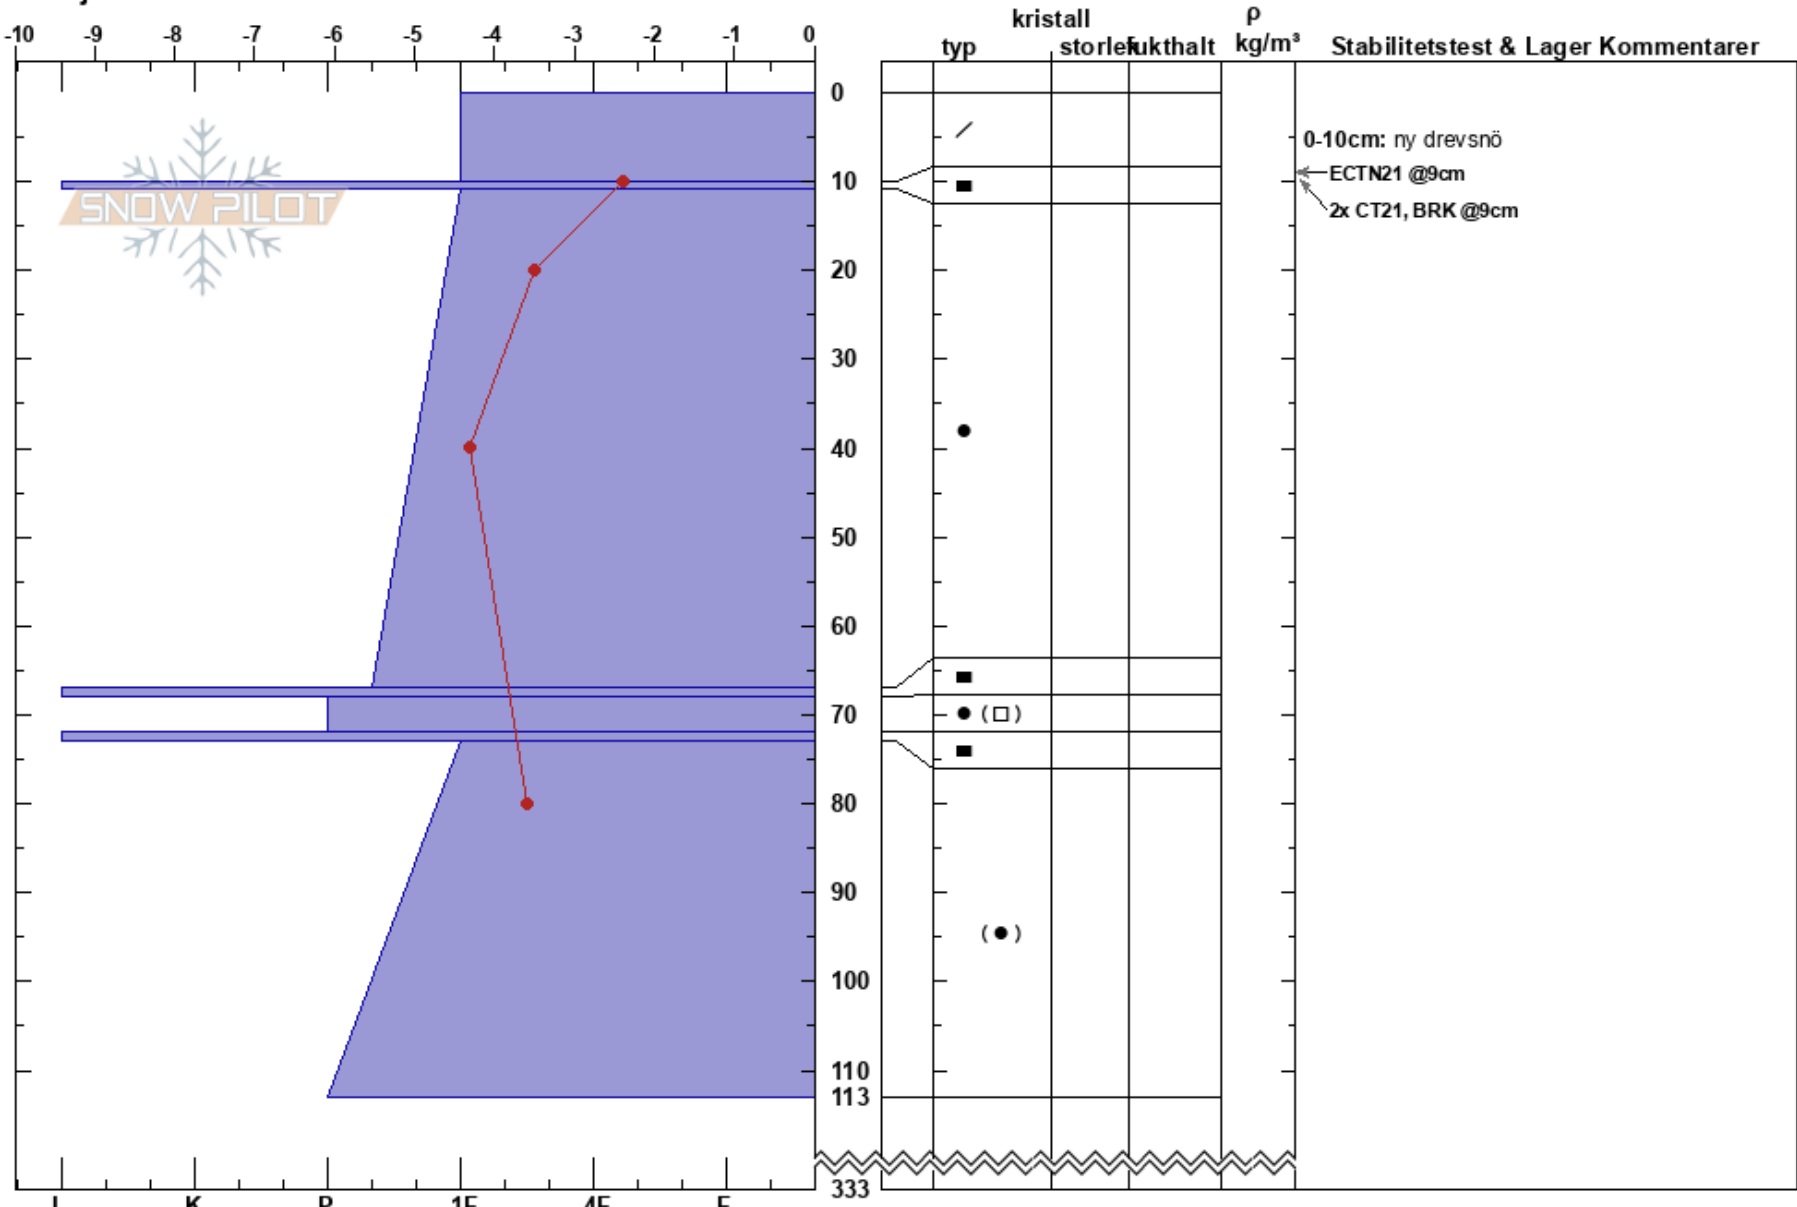 kristall
ρ
-10 -9 -8 -7 -6 -5 -4 -3 -2 -1 0
typ storlek fukthalt kg/m³ Stabilitetstest & Lager Kommentarer
0
0-10cm: ny drevsnö
ECTN21 @9cm
10
SNOW PILOT
2x CT21, BRK @9cm
20
30
40
50
60
70
80
90
100
110
113
333
1F 4F